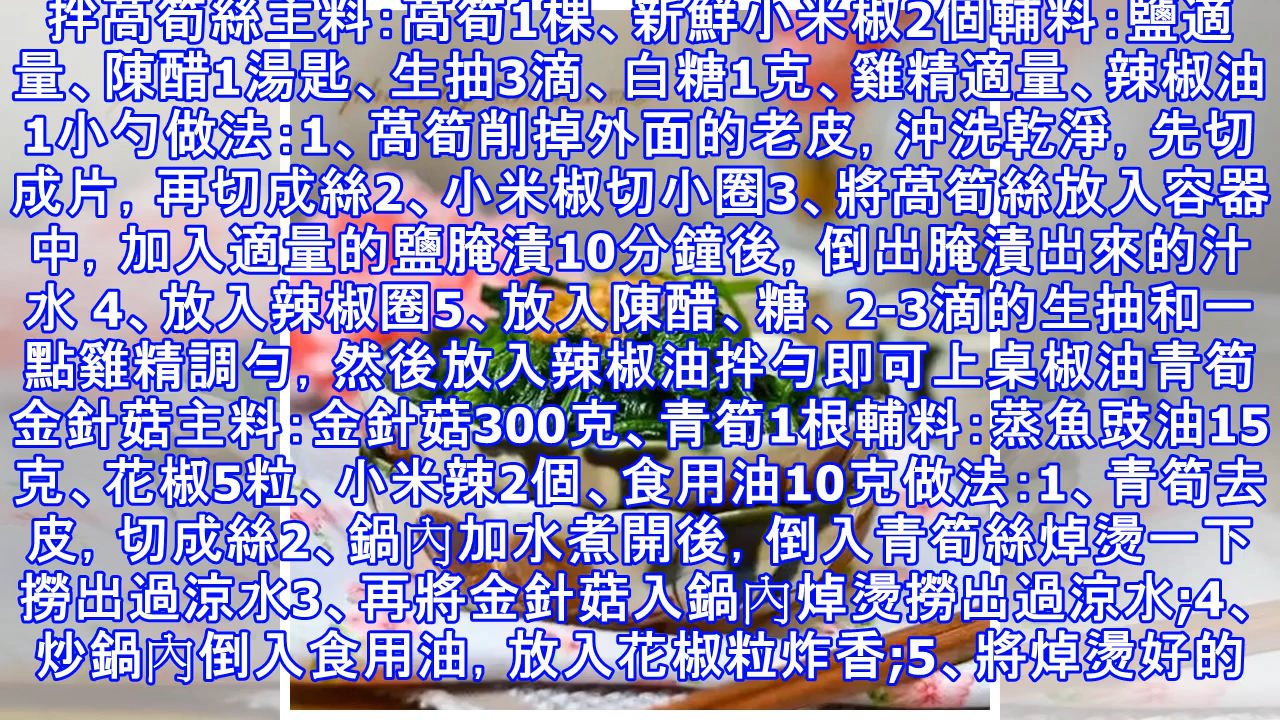 拌萵筍絲主料:萵筍1棵、新鮮小米椒2個輔料:鹽適
量、陳醋1湯匙、生抽3滴、白糖1克、雞精適量、辣椒油
1小勺做法:1、萵筍削掉外面的老皮,沖洗乾淨,先切
成片,再切成絲2、小米椒切小圈3、將萵筍絲放入容器
中,加入適量的鹽腌漬10分鐘後,倒出腌漬出來的汁
水 4、放入辣椒圈5、放入陳醋、糖、2-3滴的生抽和一
點雞精調勻,然後放入辣椒油拌勻即可上桌椒油青筍
金針菇主料:金針菇300克、青筍1根輔料:蒸魚豉油15
克、花椒5粒、小米辣2個、食用油10克做法:1、青筍去
皮,切成絲2、鍋內加水煮開後,倒入青筍絲焯燙一下
撈出過涼水3、再將金針菇入鍋內焯燙撈出過涼水;4、
炒鍋內倒入食用油,放入花椒粒炸香;5、將焯燙好的